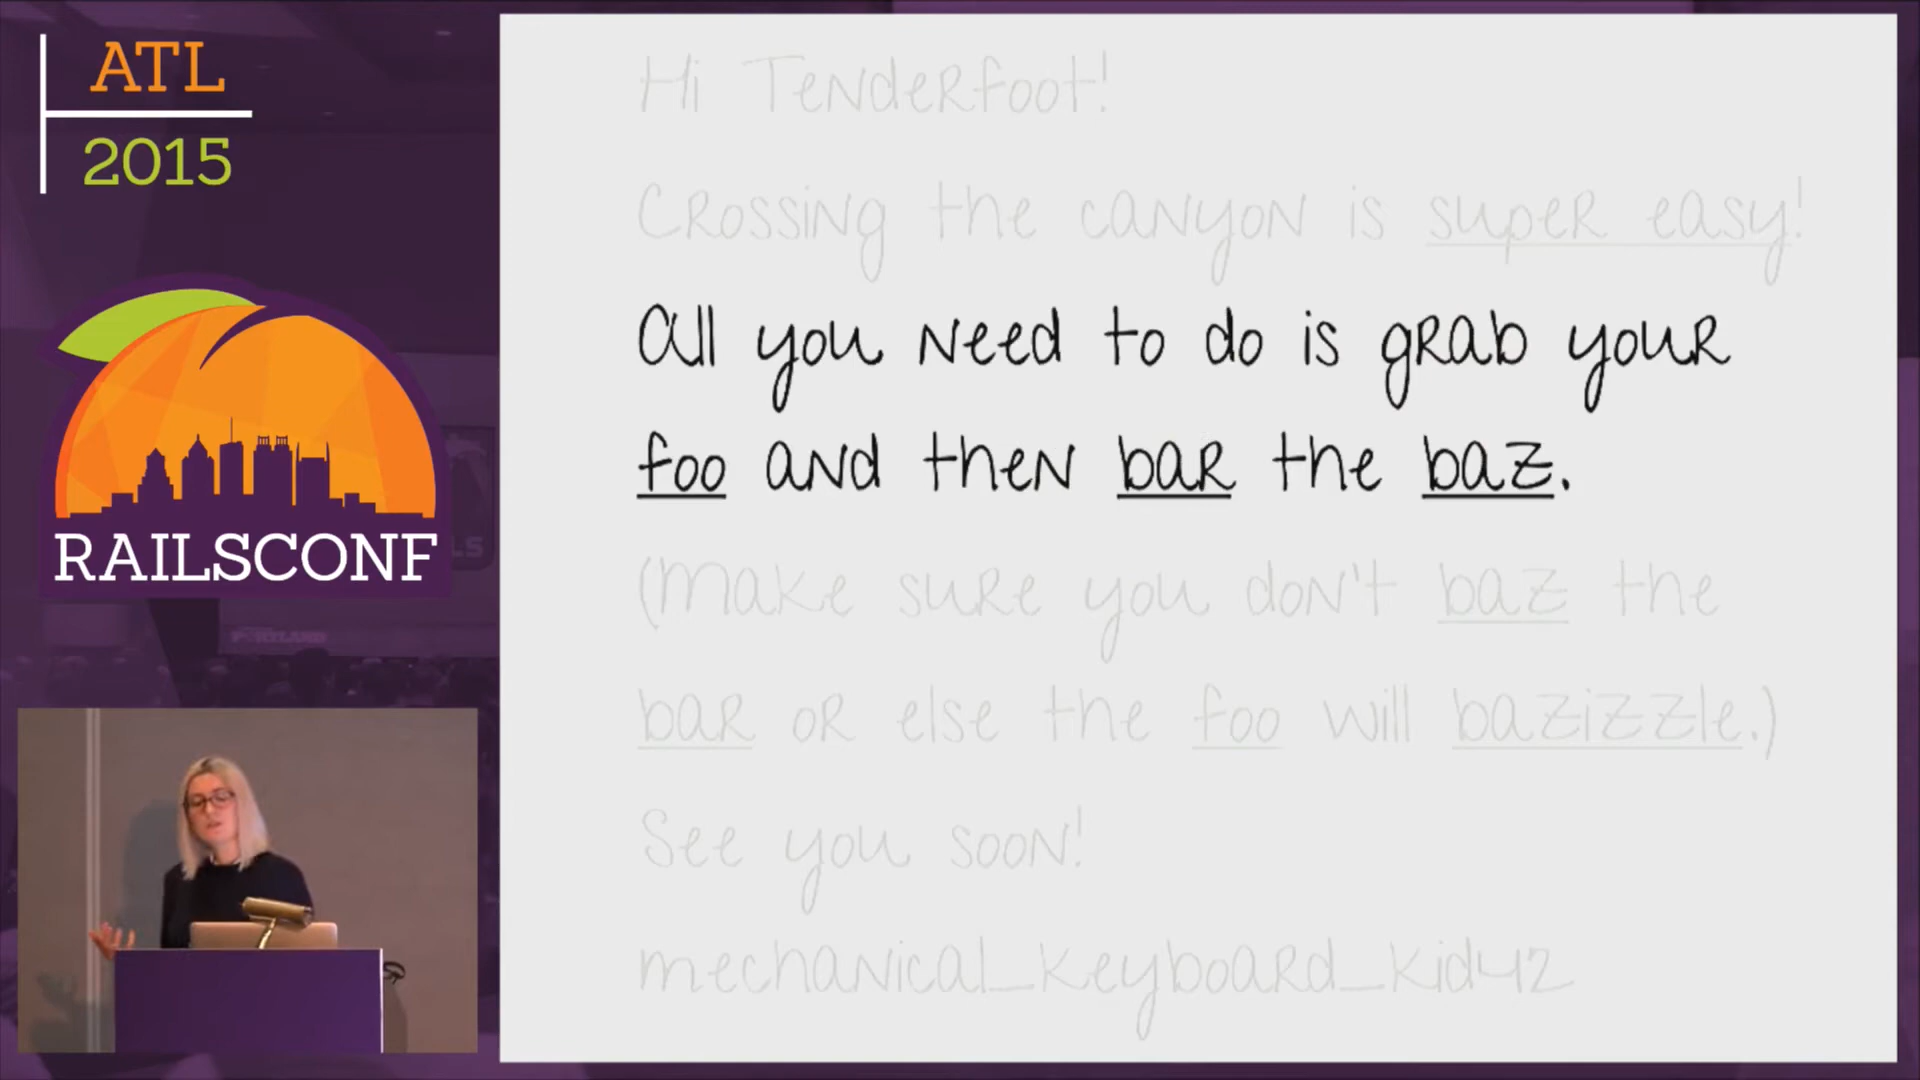 ATL
2015
RAILSCONF
Hi Tenderfoot!
Crossing the canyon is super easy!
All you need to do is grab your
foo and then bar the baz.
(Make sure you don't baz the
bar or else the foo will bazizzle.)
See you soon!
mechanical_keyboard_kid42
PORTLAND